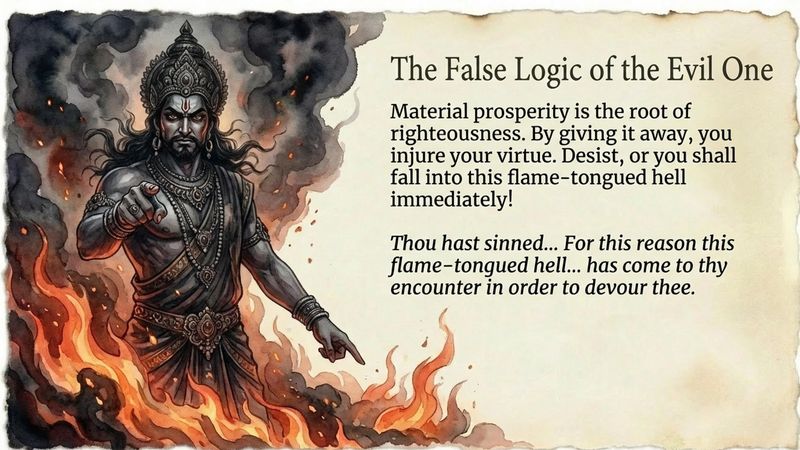 The False Logic of the Evil One
Material prosperity is the root of
righteousness. By giving it away, you
injure your virtue. Desist, or you shall
fall into this flame-tongued hell
immediately!
Thou hast sinned... For this reason this
flame-tongued hell... has come to thy
encounter in order to devour thee.